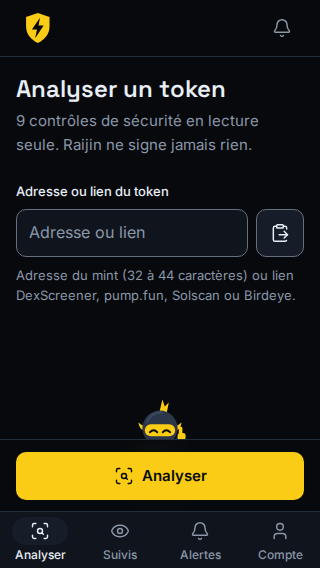 Analyser un token
9 contrôles de sécurité en lecture
seule. Raijin ne signe jamais rien.
Adresse ou lien du token
Adresse ou lien
Adresse du mint (32 à 44 caractères) ou lien
DexScreener, pump.fun, Solscan ou Birdeye.
Analyser
Analyser
Suivis
Alertes
Compte